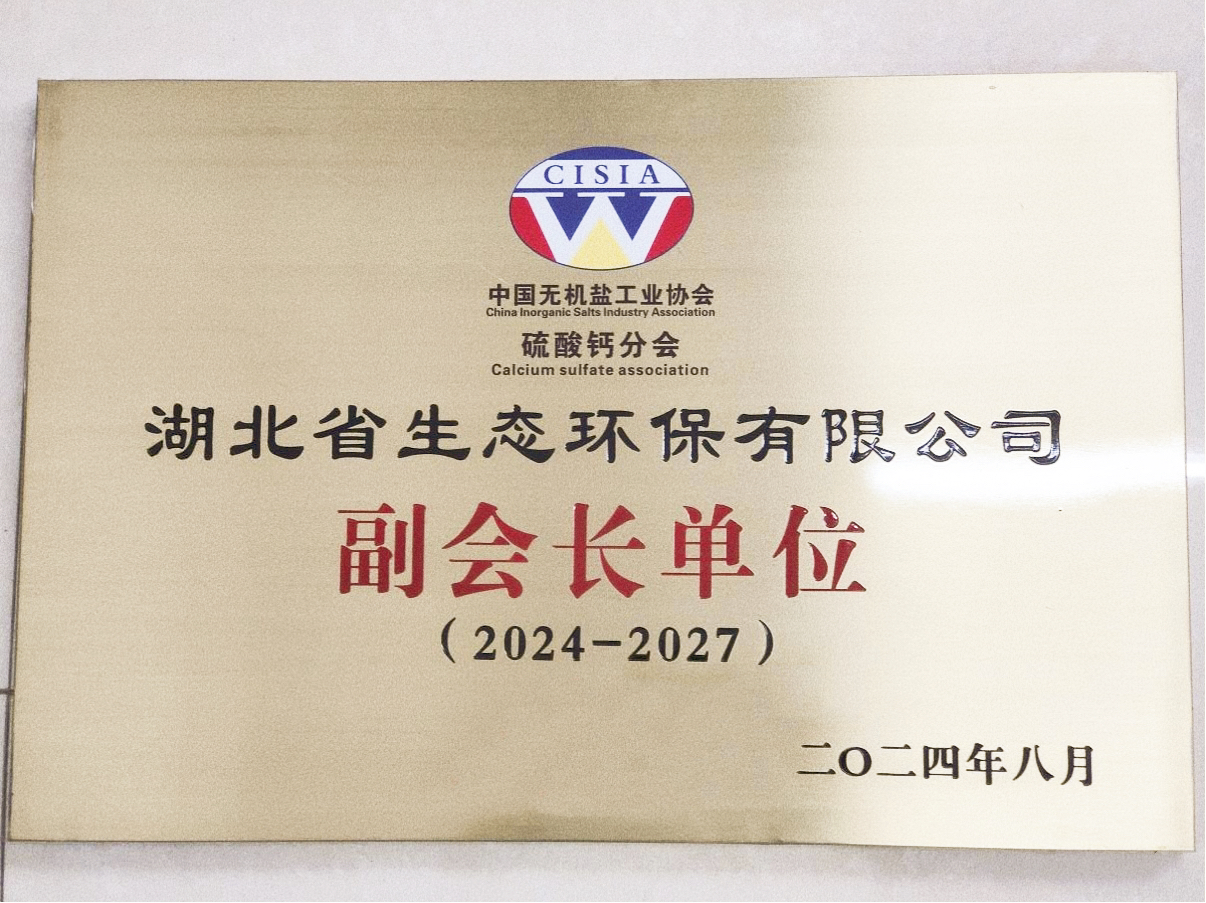 CISIA
中国无机盐工业协会
China Inorganic Salts Industry Association
硫酸钙分会
Calcium sulfate association
湖北省生态环保有限公司
副会长单位
（2024-2027）
二〇二四年八月